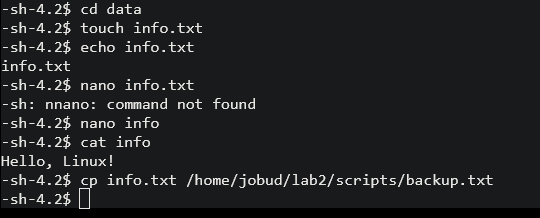 -sh-4.2$ cd data
-sh-4.2$ touch info.txt
-sh-4.2$ echo info.txt
info.txt
-sh-4.2$ nano info.txt
-sh: nnano: command not found
-sh-4.2$ nano info
-sh-4.2$ cat info
Hello, Linux!
-sh-4.2$ cp info.txt /home/jobud/lab2/scripts/backup.txt
-sh-4.2$